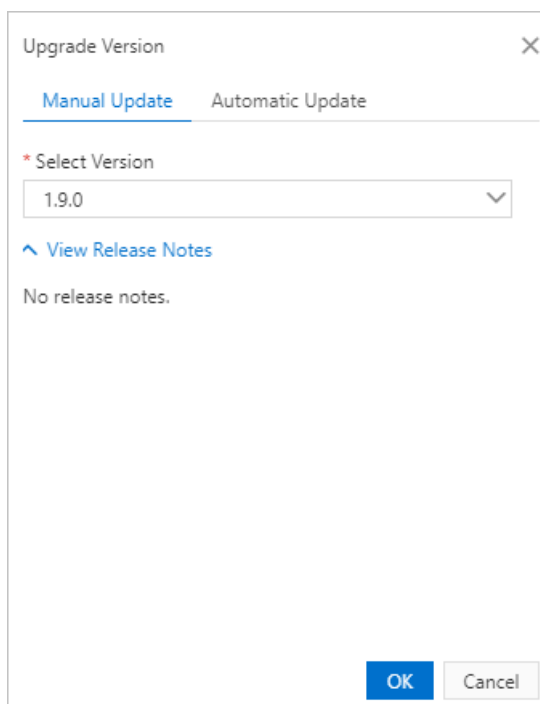 Upgrade Version
Manual Update Automatic Update
* Select Version
1.9.0
View Release Notes
No release notes.
OK Cancel